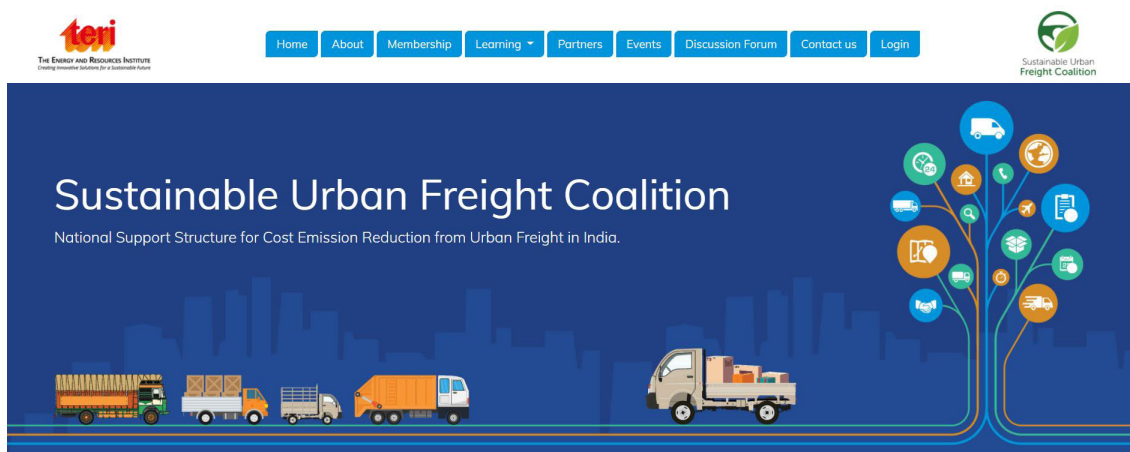 teri
THE ENERGY AND RESOURCES INSTITUTE
Creating Innovative Solutions for a Sustainable Future
Home
About
Membership
Learning
Partners
Events
Discussion Forum
Contact us
Login
Sustainable Urban
Freight Coalition
Sustainable Urban Freight Coalition
National Support Structure for Cost Emission Reduction from Urban Freight in India.
24